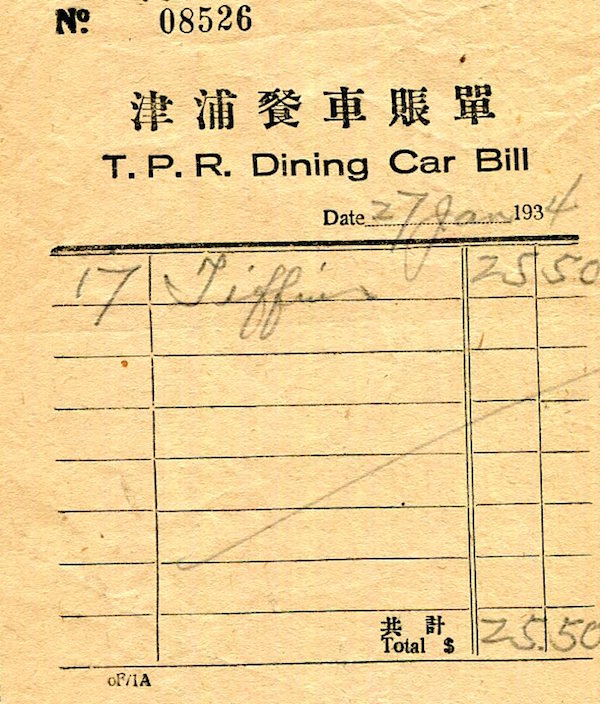 Nº 08526
津浦餐車賬單
T. P. R. Dining Car Bill
Date 27 Jan 1934
17 Tiffin 25 50
共計
Total $ 25.50
oF/1A